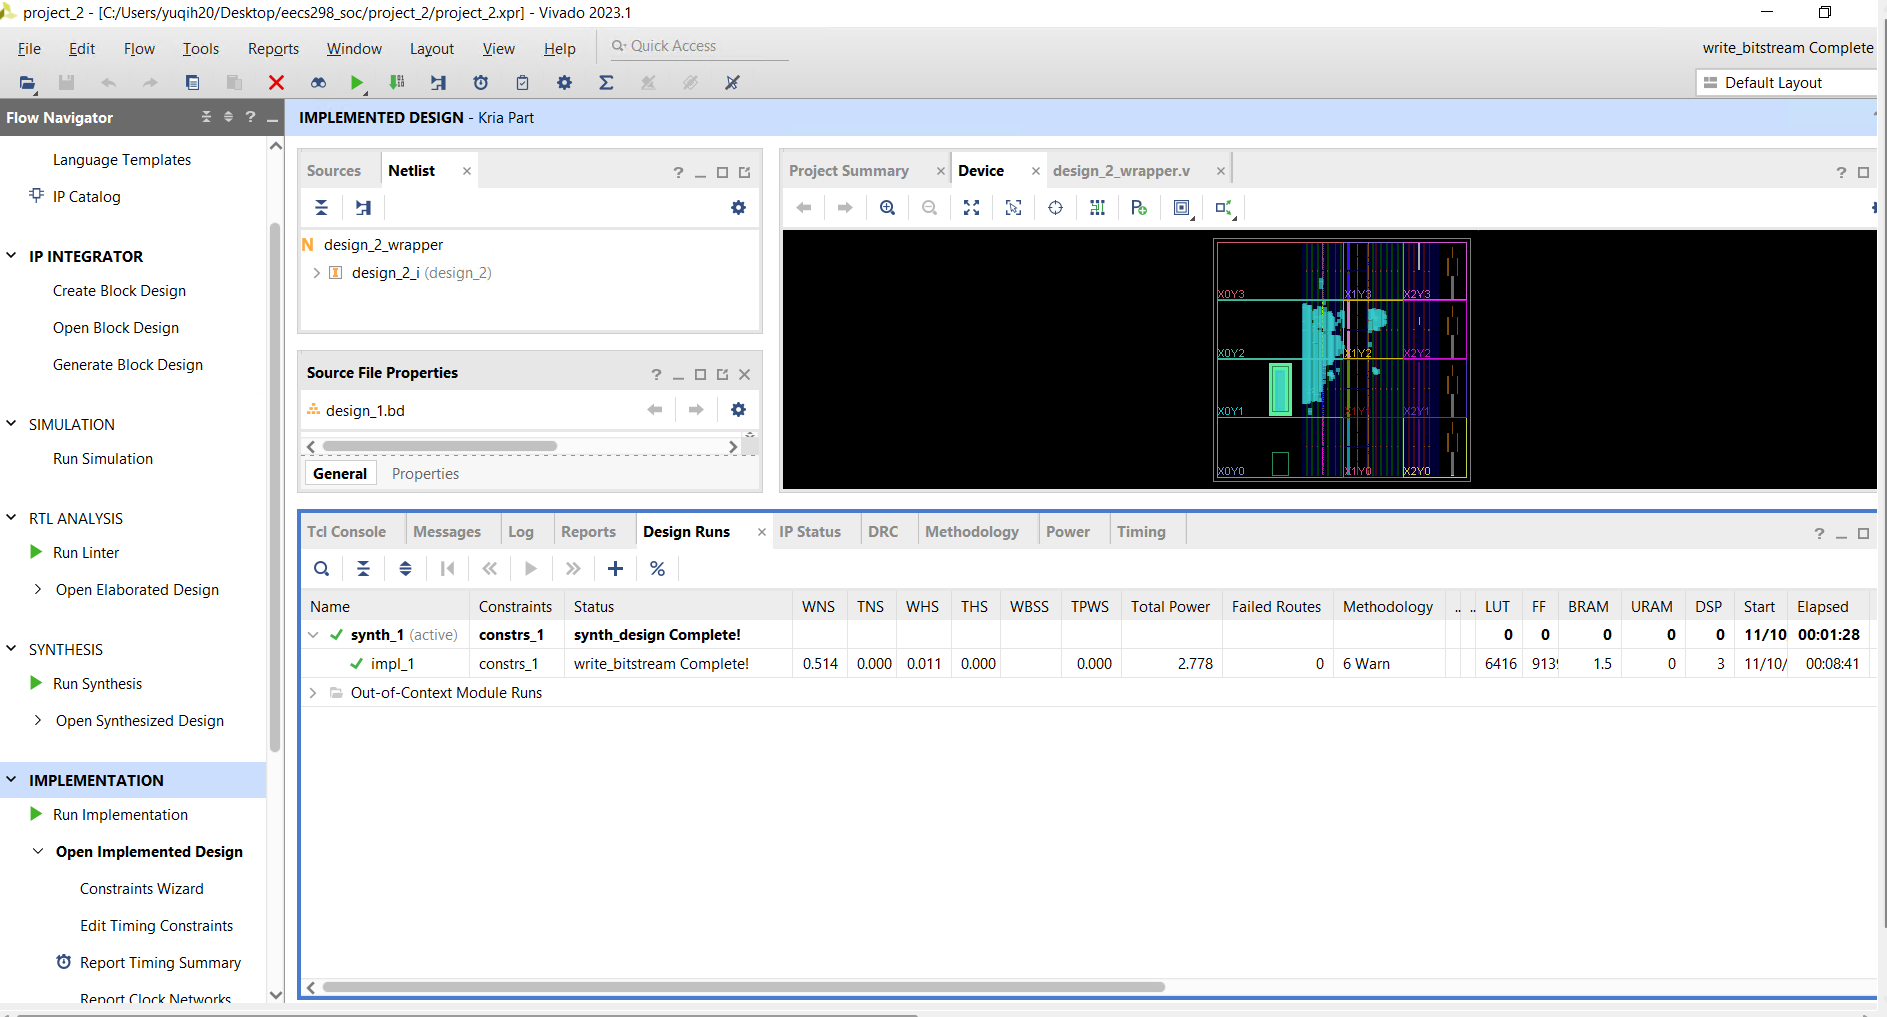 project_2 - [C:/Users/yuqih20/Desktop/eecs298_soc/project_2/project_2.xpr] - Vivado 2023.1
File Edit Flow Tools Reports Window Layout View Help Quick Access
write_bitstream Complete
Default Layout
Flow Navigator
Language Templates
IP Catalog
IP INTEGRATOR
Create Block Design
Open Block Design
Generate Block Design
SIMULATION
Run Simulation
RTL ANALYSIS
Run Linter
Open Elaborated Design
SYNTHESIS
Run Synthesis
Open Synthesized Design
IMPLEMENTATION
Run Implementation
Open Implemented Design
Constraints Wizard
Edit Timing Constraints
Report Timing Summary
Report Clock Networks
IMPLEMENTED DESIGN - Kria Part
Sources Netlist
N design_2_wrapper
design_2_i (design_2)
Source File Properties
design_1.bd
General Properties
Project Summary Device design_2_wrapper.v
X0Y3 X1Y3 X2Y3
X0Y2 X1Y2 X2Y2
X0Y1 X1Y1 X2Y1
X0Y0 X1Y0 X2Y0
Tcl Console Messages Log Reports Design Runs IP Status DRC Methodology Power Timing
Name Constraints Status WNS TNS WHS THS WBSS TPWS Total Power Failed Routes Methodology .. .. LUT FF BRAM URAM DSP Start Elapsed
synth_1 (active) constrs_1 synth_design Complete! 0 0 0 0 0 11/10 00:01:28
impl_1 constrs_1 write_bitstream Complete! 0.514 0.000 0.011 0.000 0.000 2.778 0 6 Warn 6416 9139 1.5 0 3 11/10/ 00:08:41
Out-of-Context Module Runs